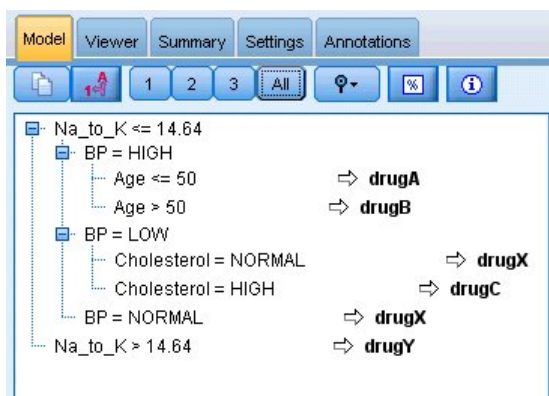 Model Viewer Summary Settings Annotations
A 1 1 2 3 All %
Na_to_K <= 14.64
BP = HIGH
Age <= 50 ⇨ drugA
Age > 50 ⇨ drugB
BP = LOW
Cholesterol = NORMAL ⇨ drugX
Cholesterol = HIGH ⇨ drugC
BP = NORMAL ⇨ drugX
Na_to_K > 14.64 ⇨ drugY